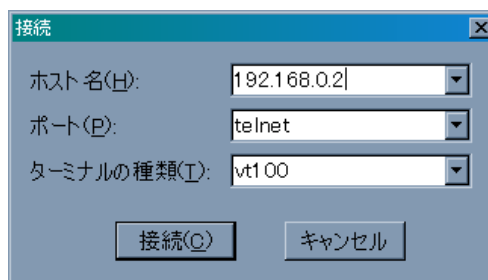 接続
ホスト名(H): 192.168.0.2
ポート(P): telnet
ターミナルの種類(T): vt100
接続(C) キャンセル